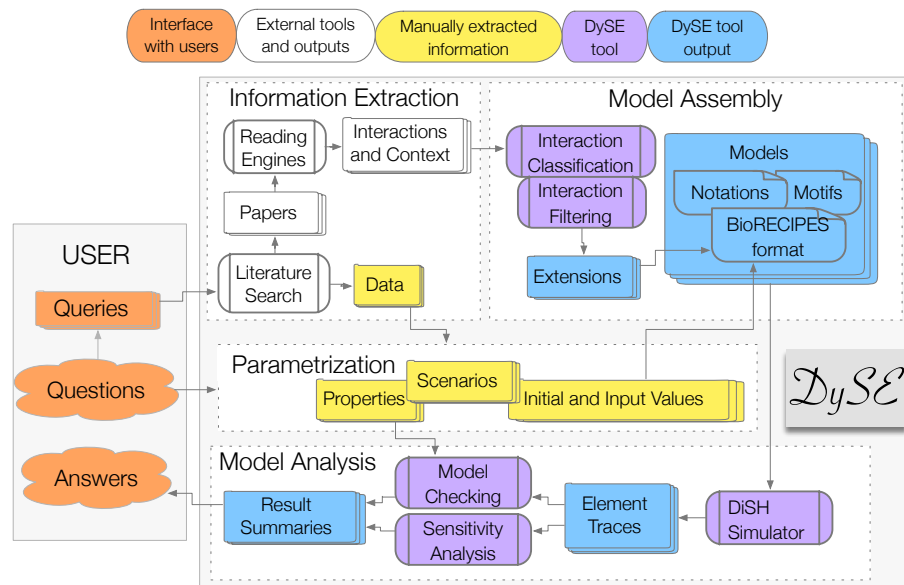 Interface
with users
External tools
and outputs
Manually extracted
information
DySE
tool
DySE tool
output
Information Extraction
Model Assembly
Reading
Engines
Interactions
and Context
Interaction
Classification
Interaction
Filtering
Models
Notations
Motifs
BioRECIPES
format
Papers
Literature
Search
Data
Extensions
USER
Queries
Questions
Answers
Parametrization
Properties
Scenarios
Initial and Input Values
DySE
Model Analysis
Model
Checking
Sensitivity
Analysis
Result
Summaries
Element
Traces
DiSH
Simulator